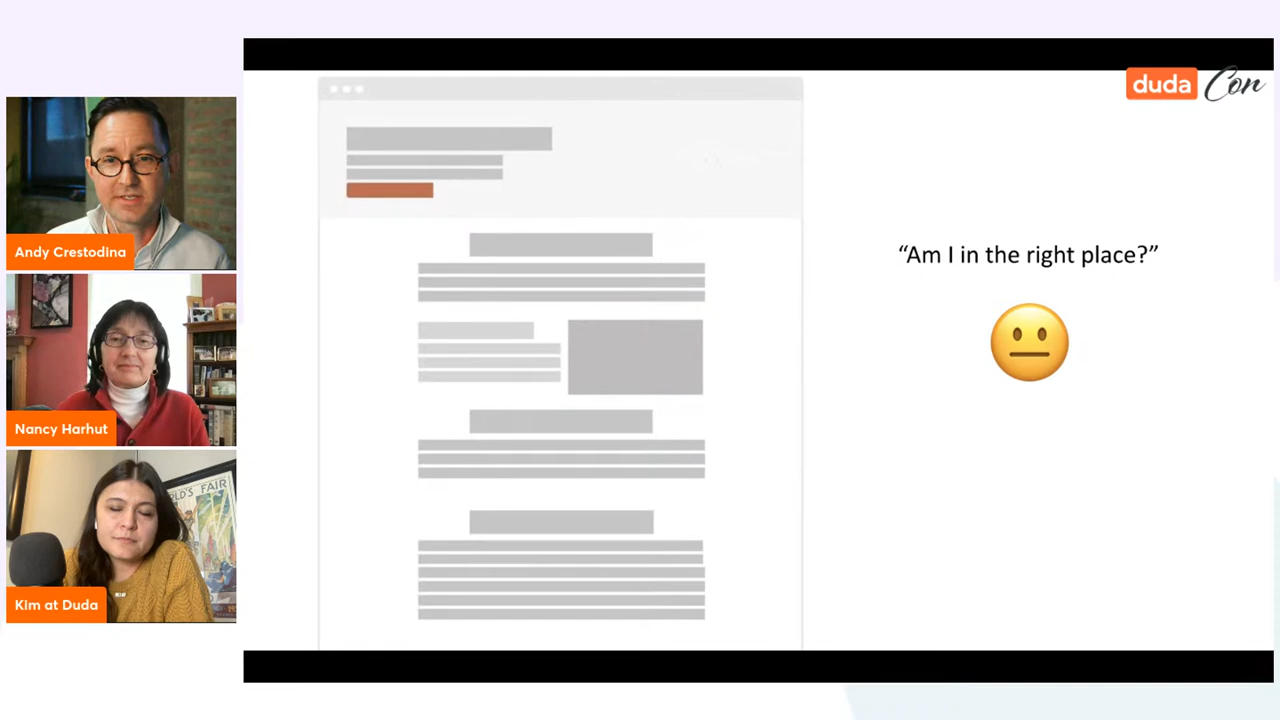 duda Con
Andy Crestodina
"Am I in the right place?"
Nancy Harhut
Kim at Duda